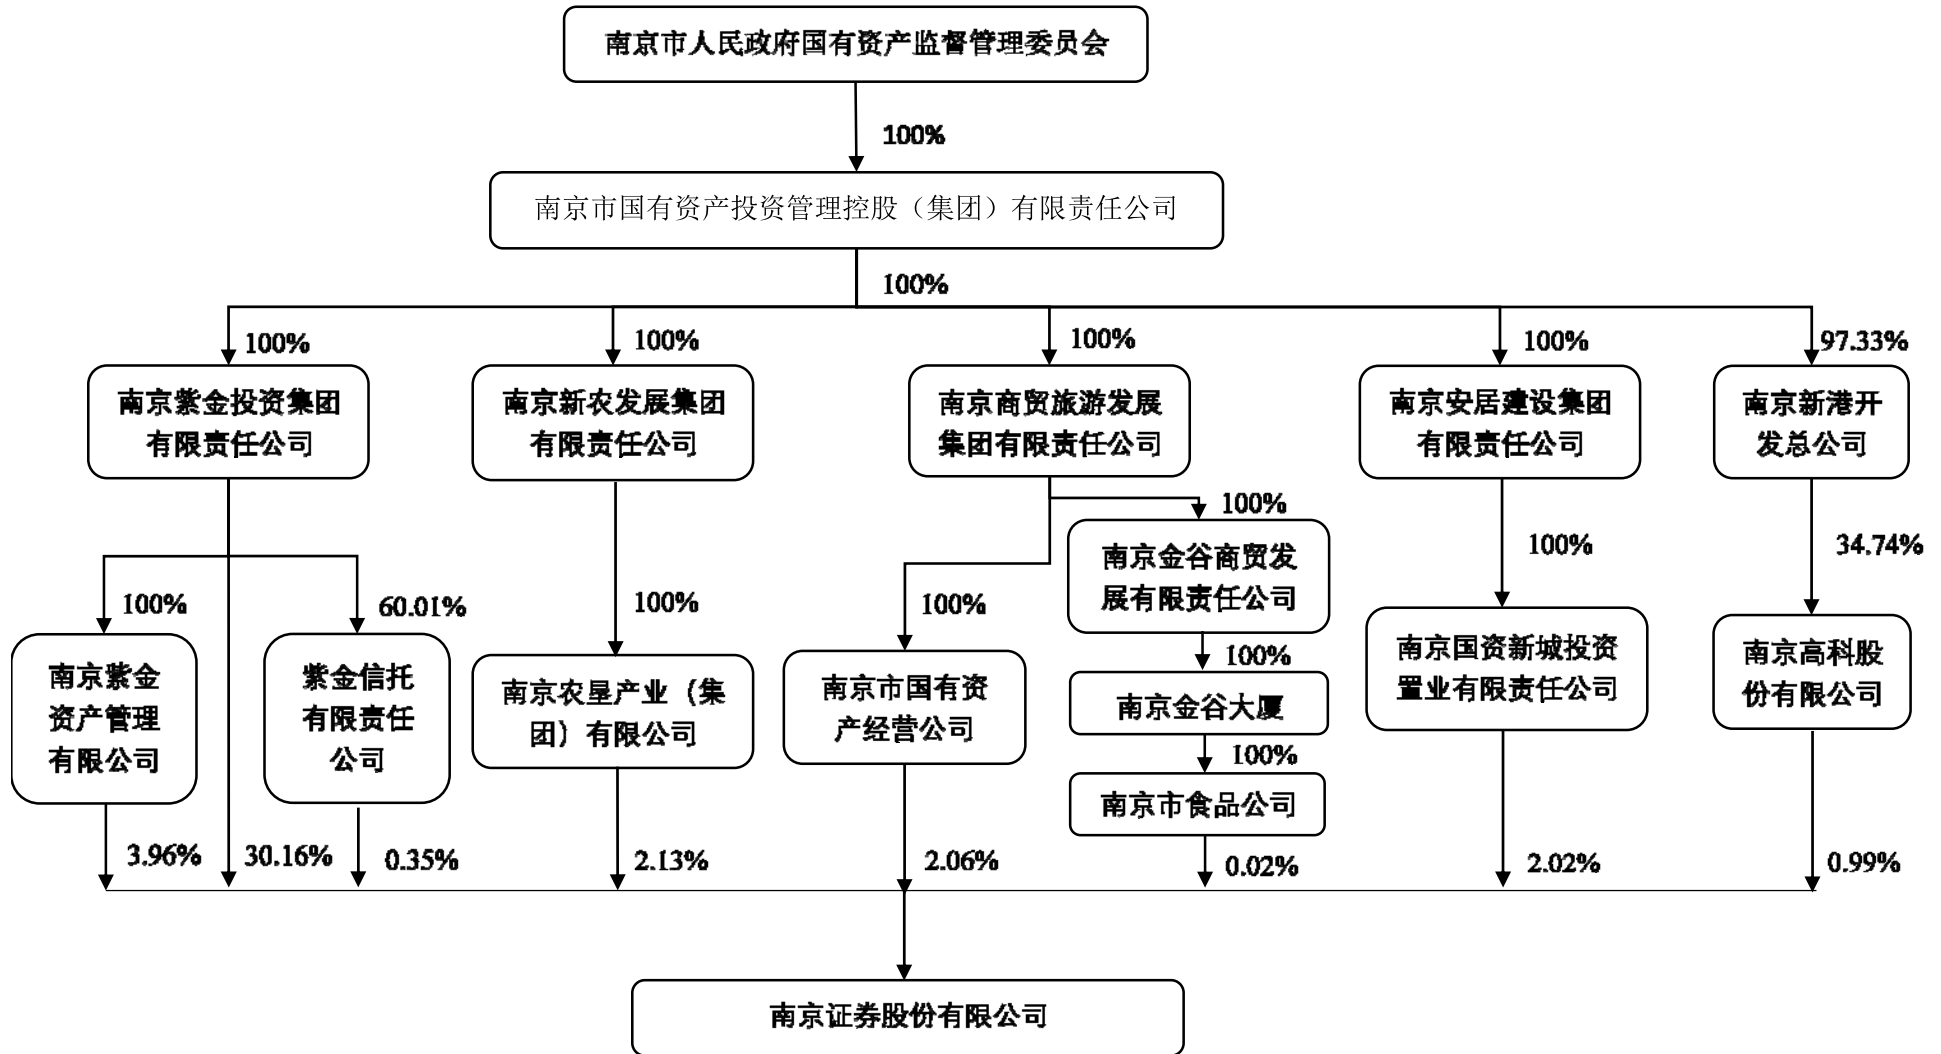 南京市人民政府国有资产监督管理委员会
100%
南京市国有资产投资管理控股（集团）有限责任公司
100%
100%
100%
100%
100%
97.33%
南京紫金投资集团
有限责任公司
南京新农发展集团
有限责任公司
南京商贸旅游发展
集团有限责任公司
南京安居建设集团
有限责任公司
南京新港开
发总公司
100%
60.01%
100%
100%
100%
100%
34.74%
南京金谷商贸发
展有限责任公司
100%
南京紫金
资产管理
有限公司
紫金信托
有限责任
公司
南京农垦产业（集
团）有限公司
南京市国有资
产经营公司
南京金谷大厦
100%
南京市食品公司
南京国资新城投资
置业有限责任公司
南京高科股
份有限公司
3.96%
30.16%
0.35%
2.13%
2.06%
0.02%
2.02%
0.99%
南京证券股份有限公司